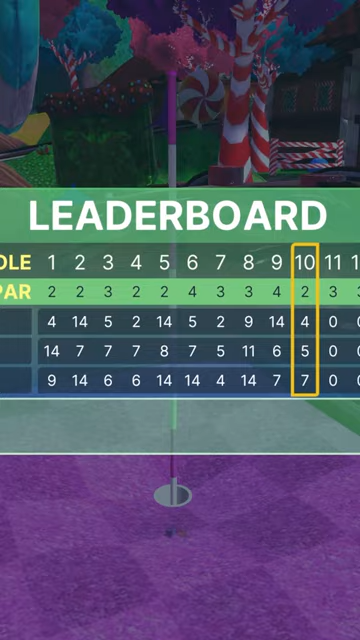 LEADERBOARD
OLE 1 2 3 4 5 6 7 8 9 10 11 1
PAR 2 2 3 2 2 4 3 3 4 2 3 3
4 14 5 2 14 5 2 9 14 4 0 0
14 7 7 7 8 7 5 11 6 5 0 0
9 14 6 6 14 14 4 14 7 7 0 0